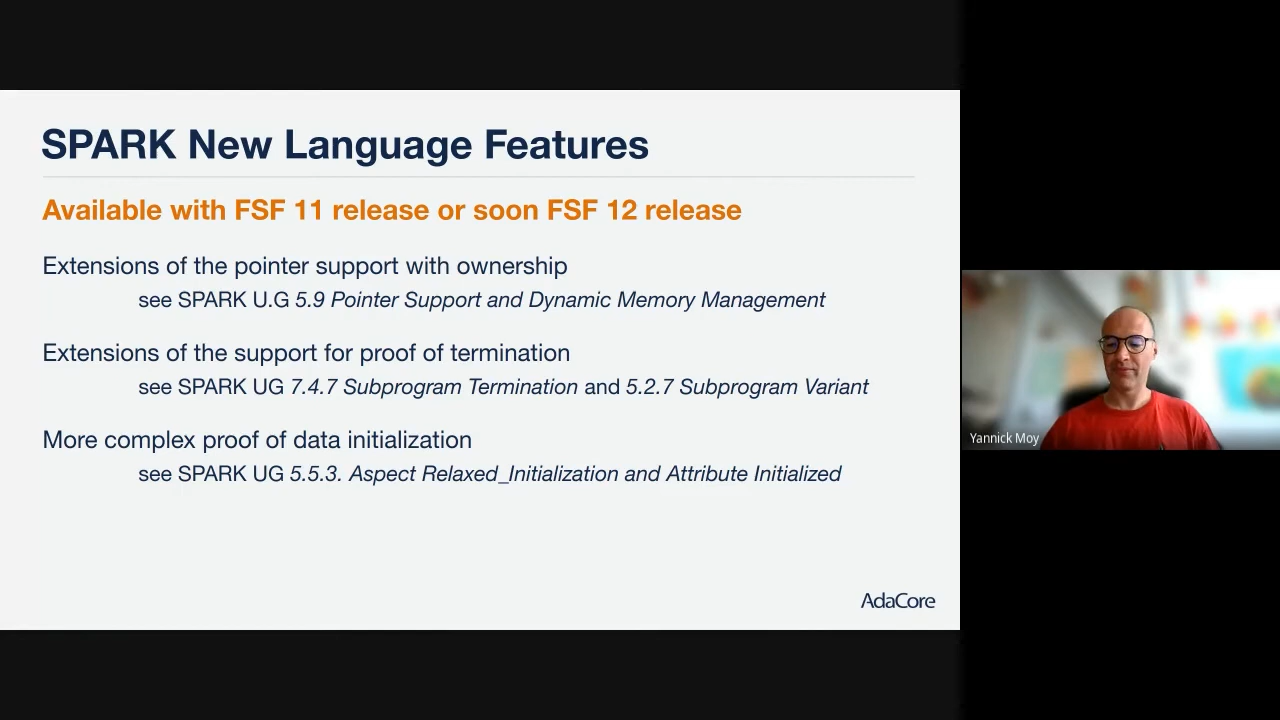 SPARK New Language Features
Available with FSF 11 release or soon FSF 12 release
Extensions of the pointer support with ownership
see SPARK U.G 5.9 Pointer Support and Dynamic Memory Management
Extensions of the support for proof of termination
see SPARK UG 7.4.7 Subprogram Termination and 5.2.7 Subprogram Variant
More complex proof of data initialization
see SPARK UG 5.5.3. Aspect Relaxed_Initialization and Attribute Initialized
AdaCore
Yannick Moy